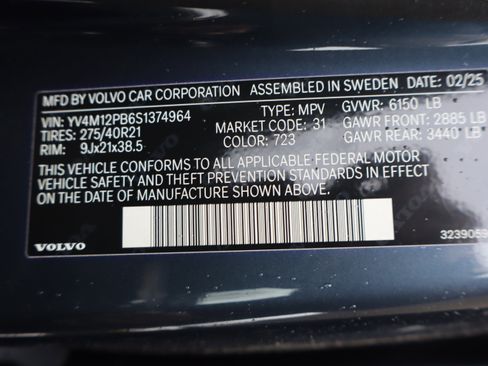 MFD BY VOLVO CAR CORPORATION ASSEMBLED IN SWEDEN DATE: 02/25
VIN: YV4M12PB6S1374964 TYPE: MPV GVWR: 6150 LB
TIRES: 275/40R21 MARKET CODE: 31 GAWR FRONT: 2885 LB
RIM: 9Jx21x38.5 COLOR: 723 GAWR REAR: 3440 LB
THIS VEHICLE CONFORMS TO ALL APPLICABLE FEDERAL MOTOR
VEHICLE SAFETY AND THEFT PREVENTION STANDARDS IN EFFECT
ON THE DATE OF MANUFACTURE SHOWN ABOVE.
VOLVO 3239059